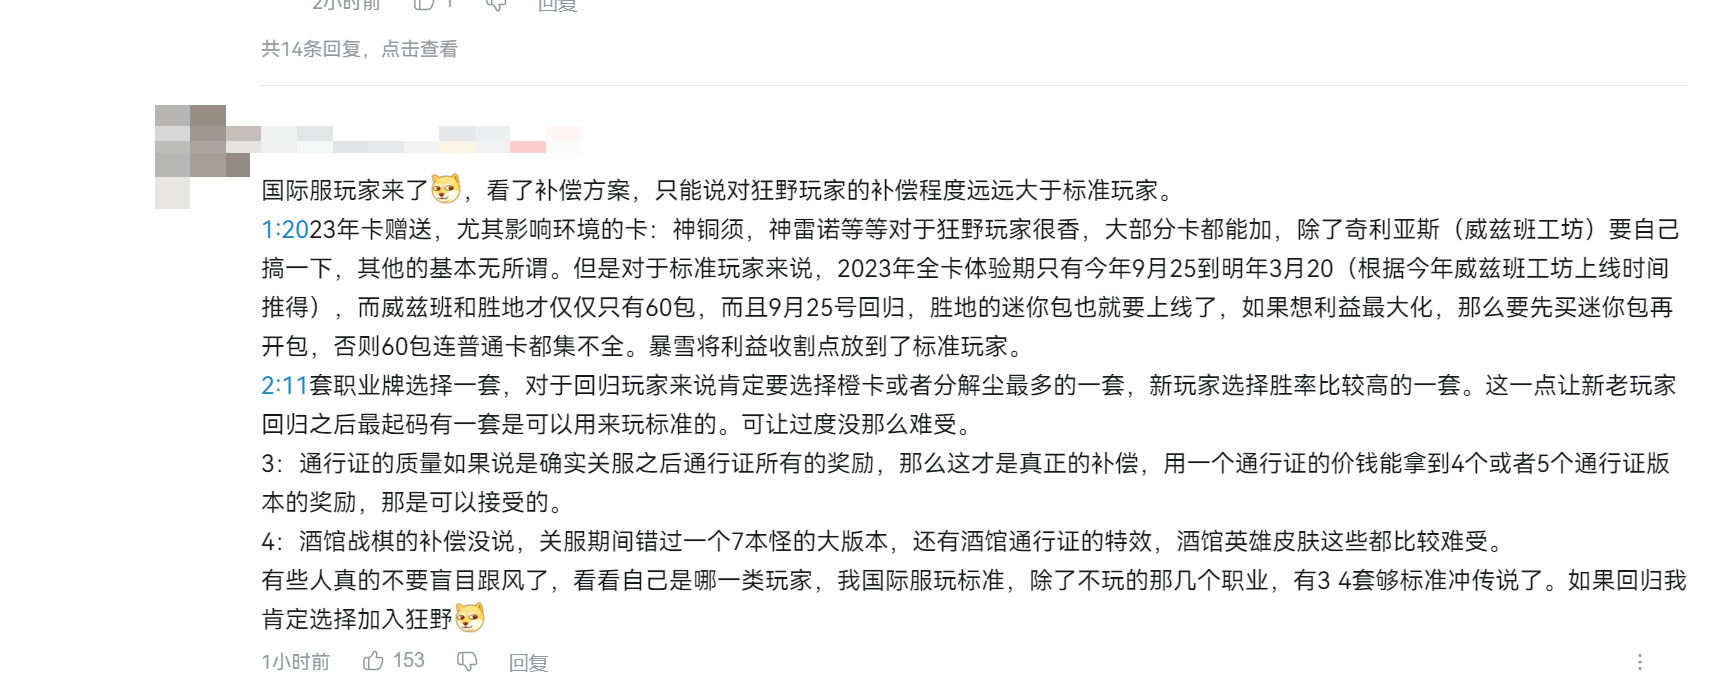 2小时前 1 回复
共14条回复，点击查看
国际服玩家来了，看了补偿方案，只能说对狂野玩家的补偿程度远远大于标准玩家。
1:2023年卡赠送，尤其影响环境的卡：神铜须，神雷诺等等对于狂野玩家很香，大部分卡都能加，除了奇利亚斯（威兹班工坊）要自己
搞一下，其他的基本无所谓。但是对于标准玩家来说，2023年全卡体验期只有今年9月25到明年3月20（根据今年威兹班工坊上线时间
推得），而威兹班和胜地才仅仅只有60包，而且9月25号回归，胜地的迷你包也就要上线了，如果想利益最大化，那么要先买迷你包再
开包，否则60包连普通卡都集不全。暴雪将利益收割点放到了标准玩家。
2:11套职业牌选择一套，对于回归玩家来说肯定要选择橙卡或者分解尘最多的一套，新玩家选择胜率比较高的一套。这一点让新老玩家
回归之后最起码有一套是可以用来玩标准的。可让过度没那么难受。
3：通行证的质量如果说是确实关服之后通行证所有的奖励，那么这才是真正的补偿，用一个通行证的价钱能拿到4个或者5个通行证版
本的奖励，那是可以接受的。
4：酒馆战棋的补偿没说，关服期间错过一个7本怪的大版本，还有酒馆通行证的特效，酒馆英雄皮肤这些都比较难受。
有些人真的不要盲目跟风了，看看自己是哪一类玩家，我国际服玩标准，除了不玩的那几个职业，有3 4套够标准冲传说了。如果回归我
肯定选择加入狂野
1小时前 153 回复